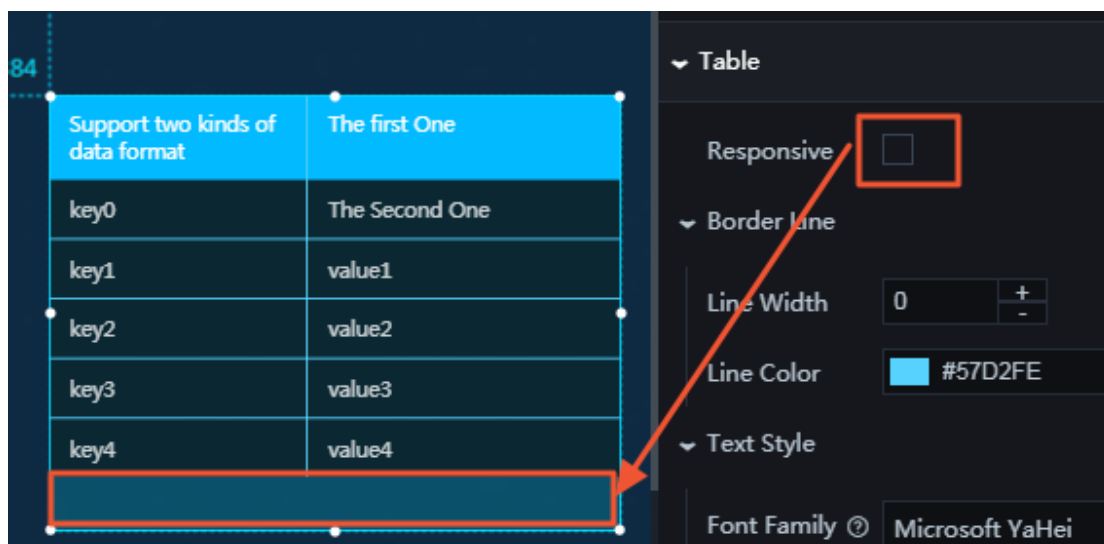 84
Support two kinds of
data format
The first One
key0
The Second One
key1
value1
key2
value2
key3
value3
key4
value4
Table
Responsive
Border Line
Line Width
0
+
-
Line Color
#57D2FE
Text Style
Font Family
?
Microsoft YaHei